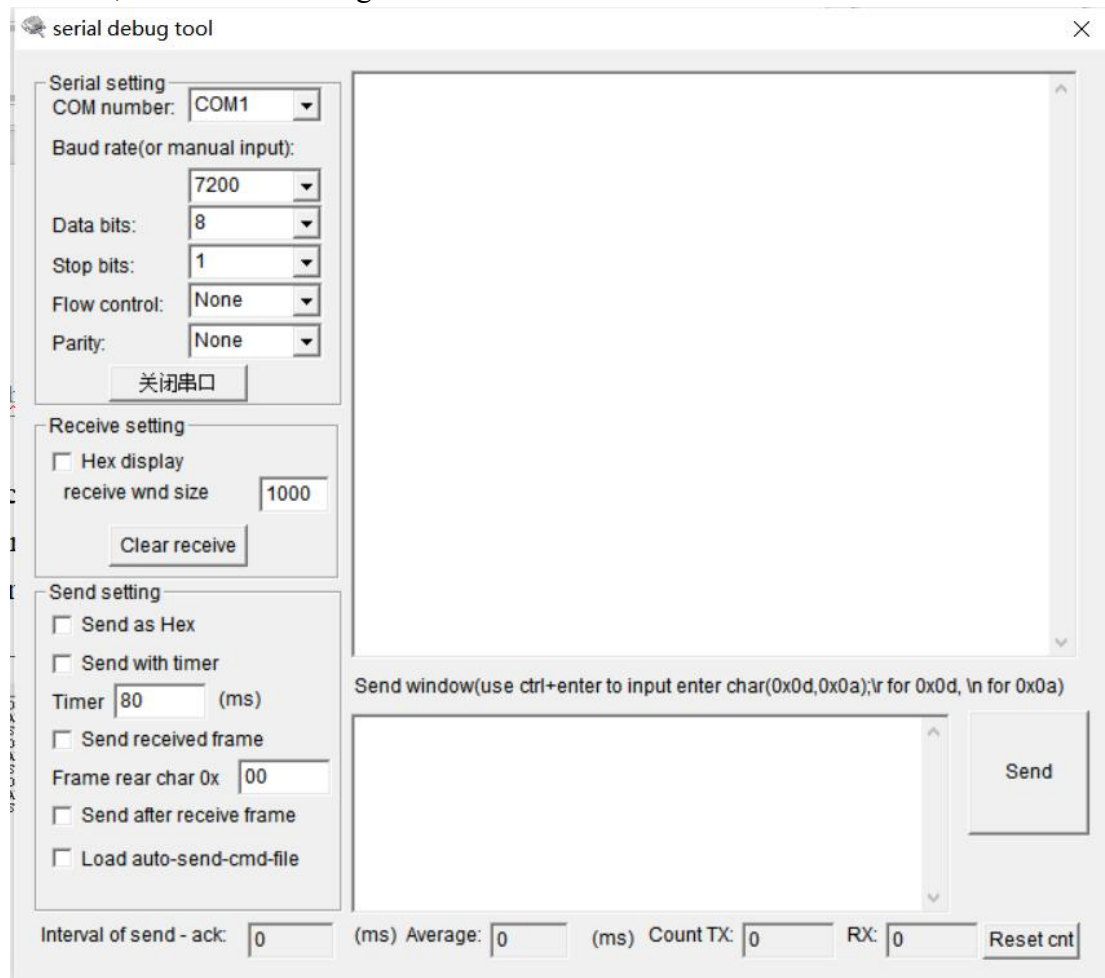 serial debug tool
Serial setting
COM number: COM1
Baud rate(or manual input):
7200
Data bits: 8
Stop bits: 1
Flow control: None
Parity: None
关闭串口
Receive setting
Hex display
receive wnd size 1000
Clear receive
Send setting
Send as Hex
Send with timer
Timer 80 (ms)
Send received frame
Frame rear char 0x 00
Send after receive frame
Load auto-send-cmd-file
Send window(use ctrl+enter to input enter char(0x0d,0x0a);\r for 0x0d, \n for 0x0a)
Send
Interval of send - ack: 0 (ms) Average: 0 (ms) Count TX: 0 RX: 0 Reset cnt